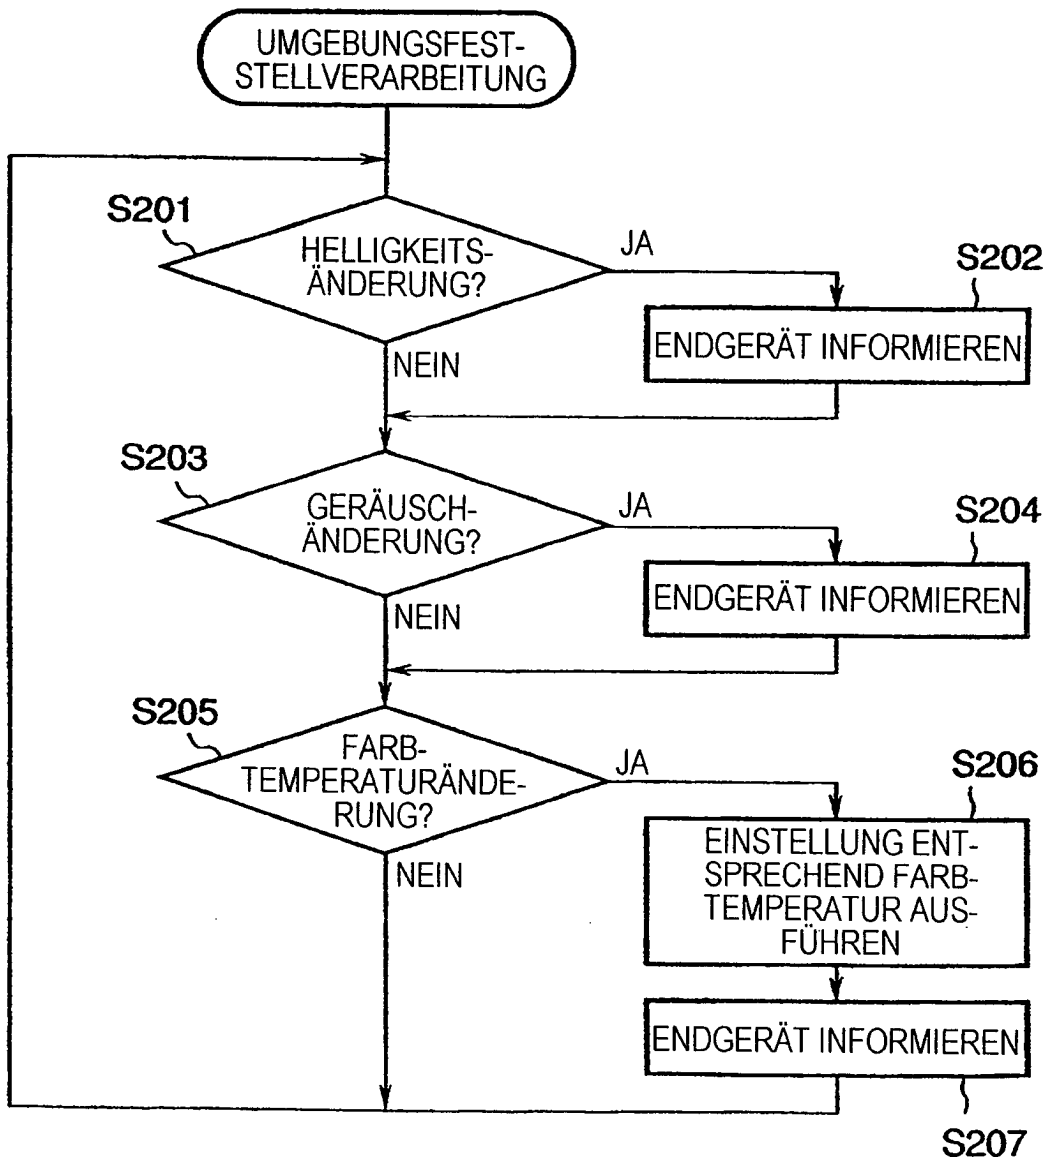 UMGEBUNGSFEST-
STELLVERARBEITUNG
S201
HELLIGKEITS-
ÄNDERUNG?
JA
S202
ENDGERÄT INFORMIEREN
NEIN
S203
GERÄUSCH-
ÄNDERUNG?
JA
S204
ENDGERÄT INFORMIEREN
NEIN
S205
FARB-
TEMPERATURÄNDE-
RUNG?
JA
S206
EINSTELLUNG ENT-
SPRECHEND FARB-
TEMPERATUR AUS-
FÜHREN
NEIN
ENDGERÄT INFORMIEREN
S207